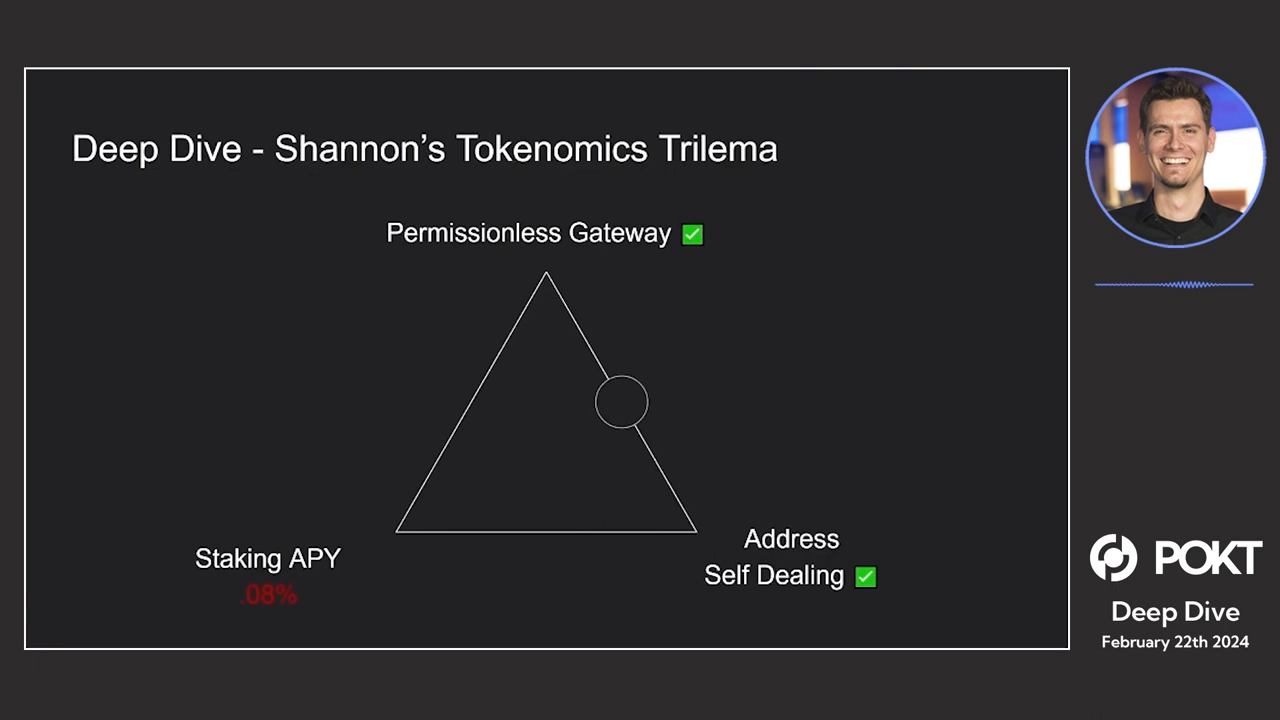 Deep Dive - Shannon's Tokenomics Trilema
Permissionless Gateway ✅
Staking APY
.08%
Address
Self Dealing ✅
POKT
Deep Dive
February 22th 2024